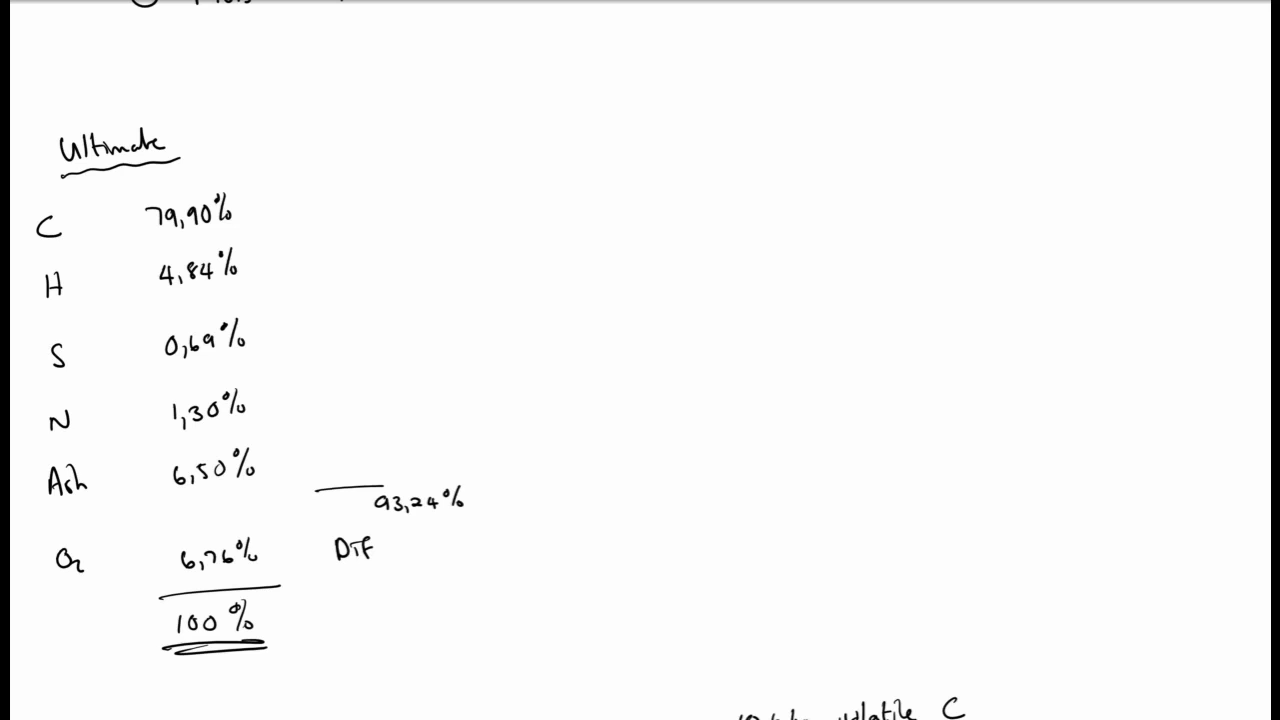 Ultimate
C 79,90%
H 4,84%
S 0,69%
N 1,30%
Ash 6,50%
93,24%
O2 6,76% DTF
100%
volatile C